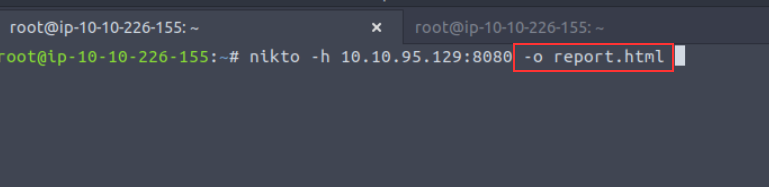 root@ip-10-10-226-155: ~ × root@ip-10-10-226-155: ~
root@ip-10-10-226-155:~# nikto -h 10.10.95.129:8080 -o report.html